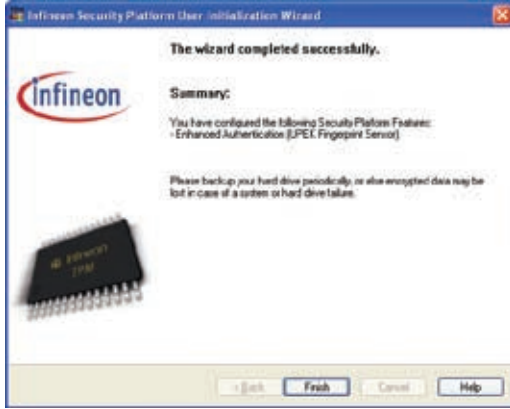 Infineon Security Platform User Initialization Wizard
The wizard completed successfully.
infineon
Summary:
You have configured the following Security Platform Features:
- Enhanced Authentication (UPEK Fingerprint Sensor)
Please backup your hard drive periodically, or else encrypted data may be
lost in case of a system or hard drive failure.
Infineon
TPM
< Back Finish Cancel Help